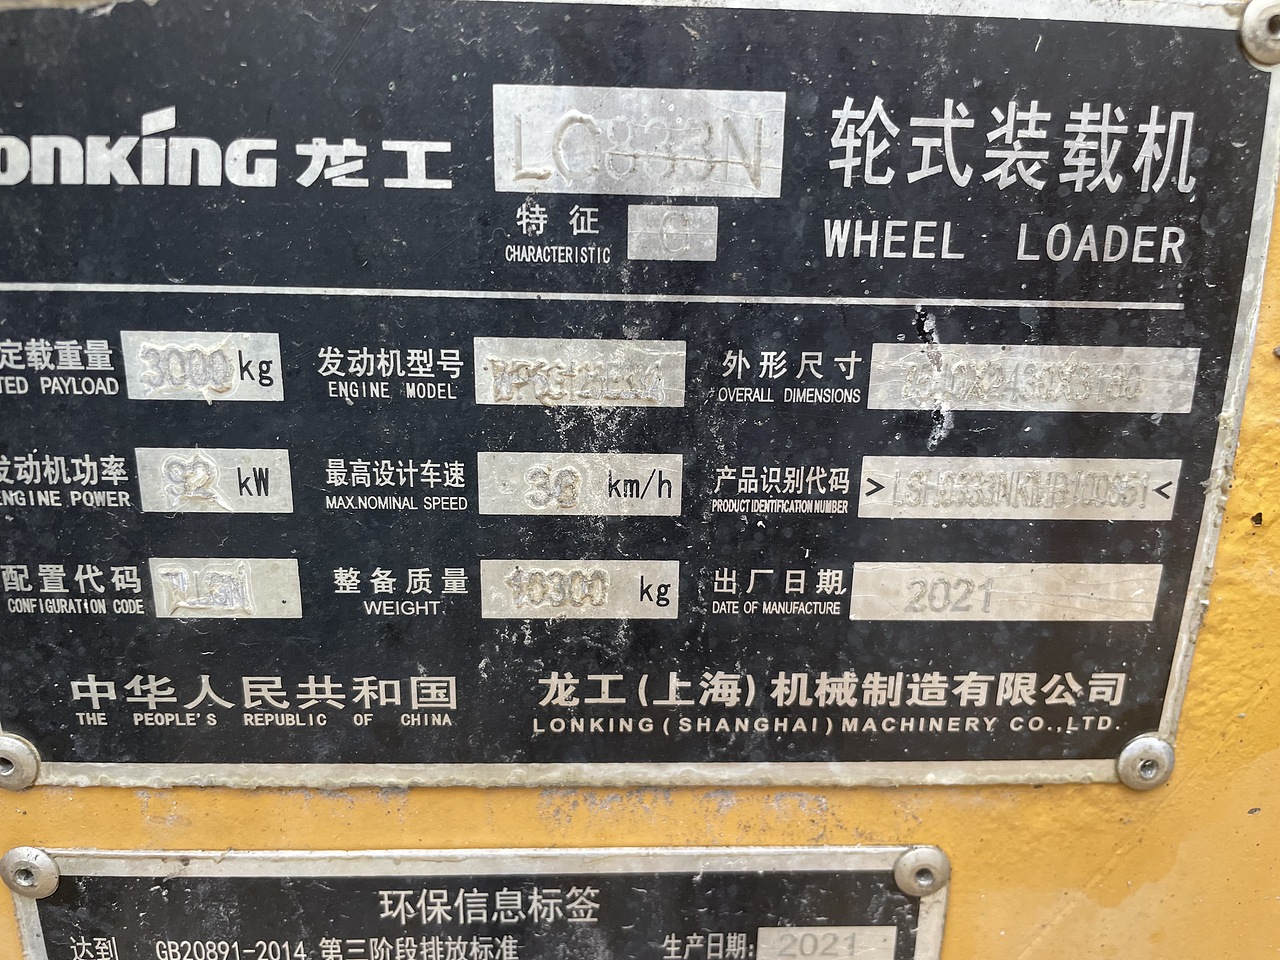 LONKING 龙工 轮式装载机
特征 C
CHARACTERISTIC
WHEEL LOADER
定载重量 3000 kg 发动机型号 外形尺寸
TED PAYLOAD ENGINE MODEL OVERALL DIMENSIONS
发动机功率 92 kW 最高设计车速 38 km/h 产品识别代码 > <
ENGINE POWER MAX.NOMINAL SPEED PRODUCT IDENTIFICATION NUMBER
配置代码 整备质量 10300 kg 出厂日期 2021
CONFIGURATION CODE WEIGHT. DATE OF MANUFACTURE
中华人民共和国 龙工(上海)机械制造有限公司
THE PEOPLE'S REPUBLIC OF CHINA LONKING(SHANGHAI)MACHINERY CO.,LTD.
环保信息标签
达到 GB20891-2014 第三阶段排放标准 生产日期: 2021